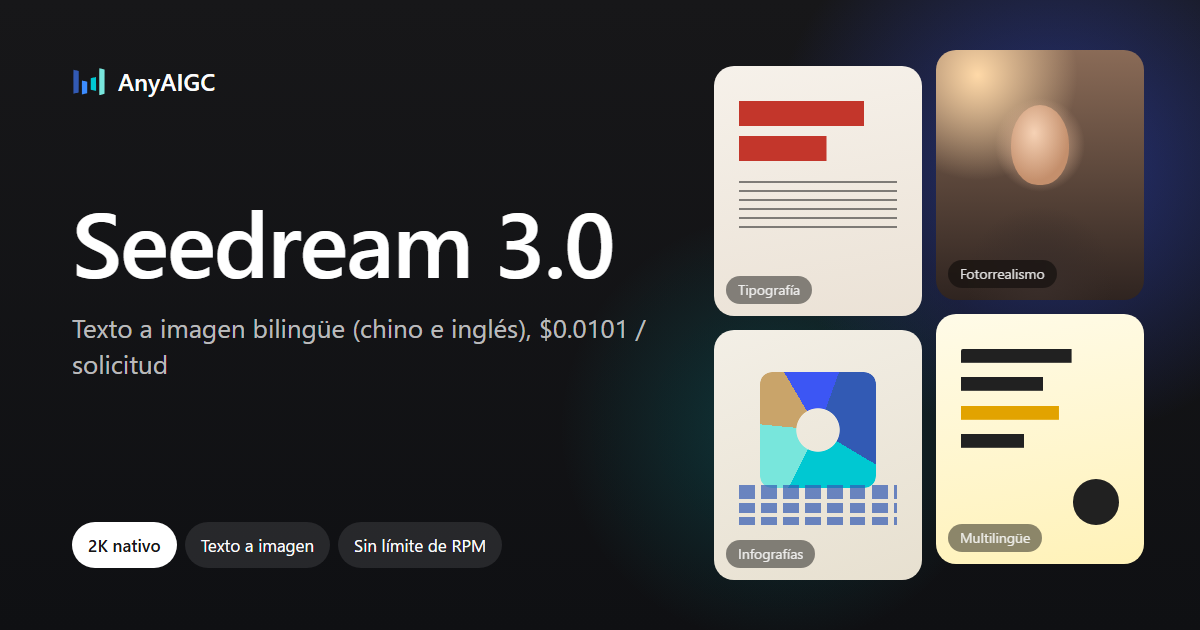 AnyAIGC
Seedream 3.0
Texto a imagen bilingüe (chino e inglés), $0.0101 /
solicitud
2K nativo
Texto a imagen
Sin límite de RPM
Tipografía
Fotorrealismo
Infografías
Multilingüe